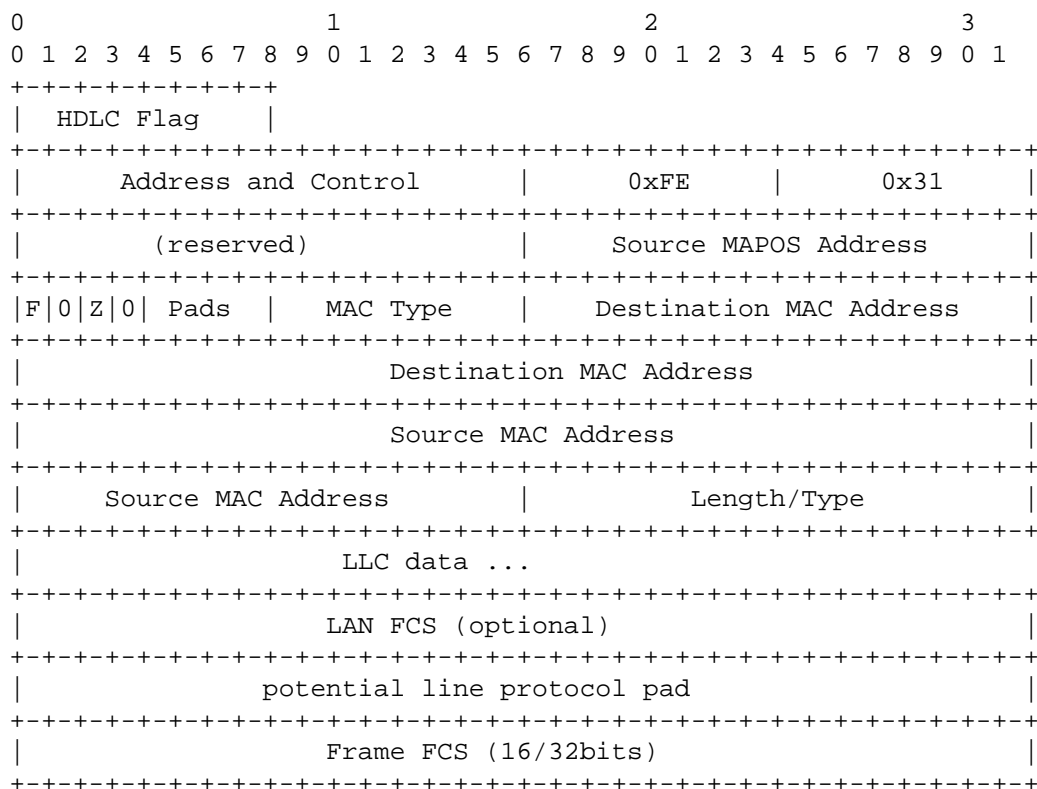 0                   1                   2                   3
0 1 2 3 4 5 6 7 8 9 0 1 2 3 4 5 6 7 8 9 0 1 2 3 4 5 6 7 8 9 0 1
+-+-+-+-+-+-+-+-+
|  HDLC Flag    |
+-+-+-+-+-+-+-+-+-+-+-+-+-+-+-+-+-+-+-+-+-+-+-+-+-+-+-+-+-+-+-+-+
|      Address and Control      |      0xFE     |      0x31     |
+-+-+-+-+-+-+-+-+-+-+-+-+-+-+-+-+-+-+-+-+-+-+-+-+-+-+-+-+-+-+-+-+
|        (reserved)             |     Source MAPOS Address      |
+-+-+-+-+-+-+-+-+-+-+-+-+-+-+-+-+-+-+-+-+-+-+-+-+-+-+-+-+-+-+-+-+
|F|0|Z|0| Pads  |   MAC Type    |    Destination MAC Address    |
+-+-+-+-+-+-+-+-+-+-+-+-+-+-+-+-+-+-+-+-+-+-+-+-+-+-+-+-+-+-+-+-+
|                       Destination MAC Address                 |
+-+-+-+-+-+-+-+-+-+-+-+-+-+-+-+-+-+-+-+-+-+-+-+-+-+-+-+-+-+-+-+-+
|                       Source MAC Address                      |
+-+-+-+-+-+-+-+-+-+-+-+-+-+-+-+-+-+-+-+-+-+-+-+-+-+-+-+-+-+-+-+-+
|     Source MAC Address        |          Length/Type          |
+-+-+-+-+-+-+-+-+-+-+-+-+-+-+-+-+-+-+-+-+-+-+-+-+-+-+-+-+-+-+-+-+
|                    LLC data ...
+-+-+-+-+-+-+-+-+-+-+-+-+-+-+-+-+-+-+-+-+-+-+-+-+-+-+-+-+-+-+-+-+
|                   LAN FCS (optional)                          |
+-+-+-+-+-+-+-+-+-+-+-+-+-+-+-+-+-+-+-+-+-+-+-+-+-+-+-+-+-+-+-+-+
|               potential line protocol pad                     |
+-+-+-+-+-+-+-+-+-+-+-+-+-+-+-+-+-+-+-+-+-+-+-+-+-+-+-+-+-+-+-+-+
|                   Frame FCS (16/32bits)                       |
+-+-+-+-+-+-+-+-+-+-+-+-+-+-+-+-+-+-+-+-+-+-+-+-+-+-+-+-+-+-+-+-+